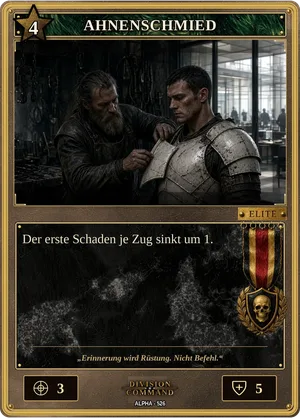 4
AHNENSCHMIED
ELITE
Der erste Schaden je Zug sinkt um 1.
„Erinnerung wird Rüstung. Nicht Befehl.“
3
DIVISION COMMAND
ALPHA - 526
5